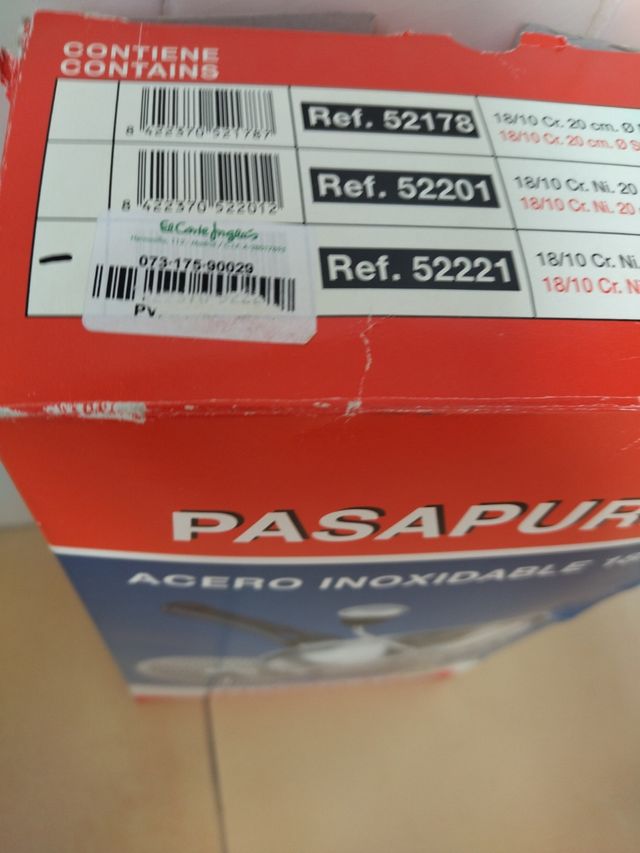 CONTIENE
CONTAINS
8 422370 521787
Ref. 52178
18/10 Cr. 20 cm. Ø
18/10 Cr. 20 cm. Ø S
8 422370 522012
Ref. 52201
18/10 Cr. Ni. 20
18/10 Cr. Ni. 20
El Corte Inglés
073-175-90029
Pv.
Ref. 52221
18/10 Cr. Ni.
18/10 Cr. Ni
PASAPUR
ACERO INOXIDABLE 18